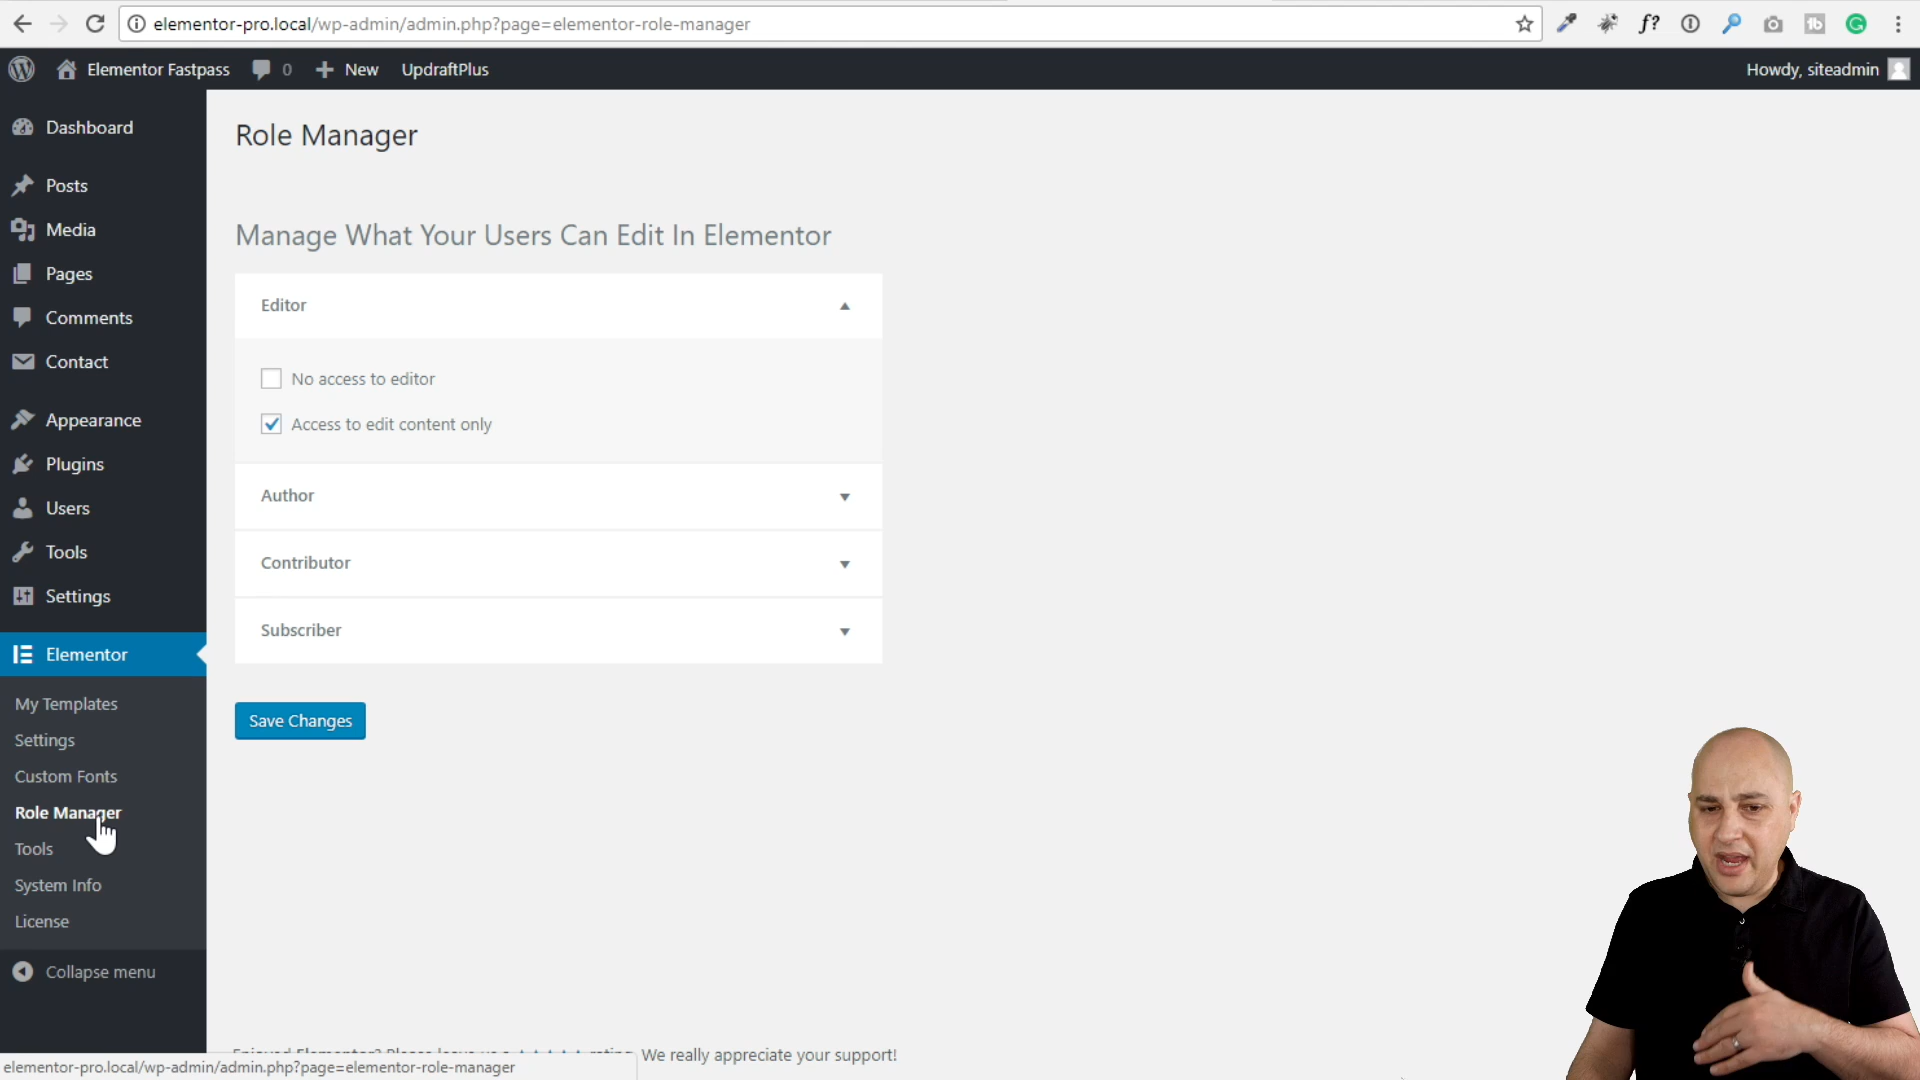 elementor-pro.local/wp-admin/admin.php?page=elementor-role-manager
f?
tb
Elementor Fastpass
0
New
UpdraftPlus
Howdy, siteadmin
Dashboard
Posts
Media
Pages
Comments
Contact
Appearance
Plugins
Users
Tools
Settings
Elementor
My Templates
Settings
Custom Fonts
Role Manager
Tools
System Info
License
Collapse menu
Role Manager
Manage What Your Users Can Edit In Elementor
Editor
No access to editor
Access to edit content only
Author
Contributor
Subscriber
Save Changes
We really appreciate your support!
elementor-pro.local/wp-admin/admin.php?page=elementor-role-manager